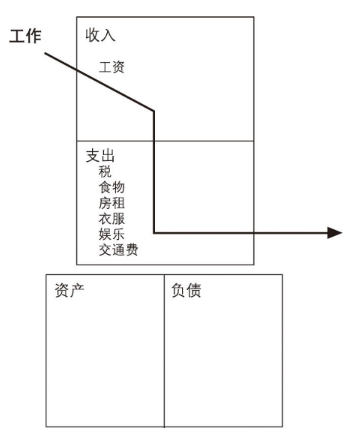 工作
收入
工资
支出
税
食物
房租
衣服
娱乐
交通费
资产
负债